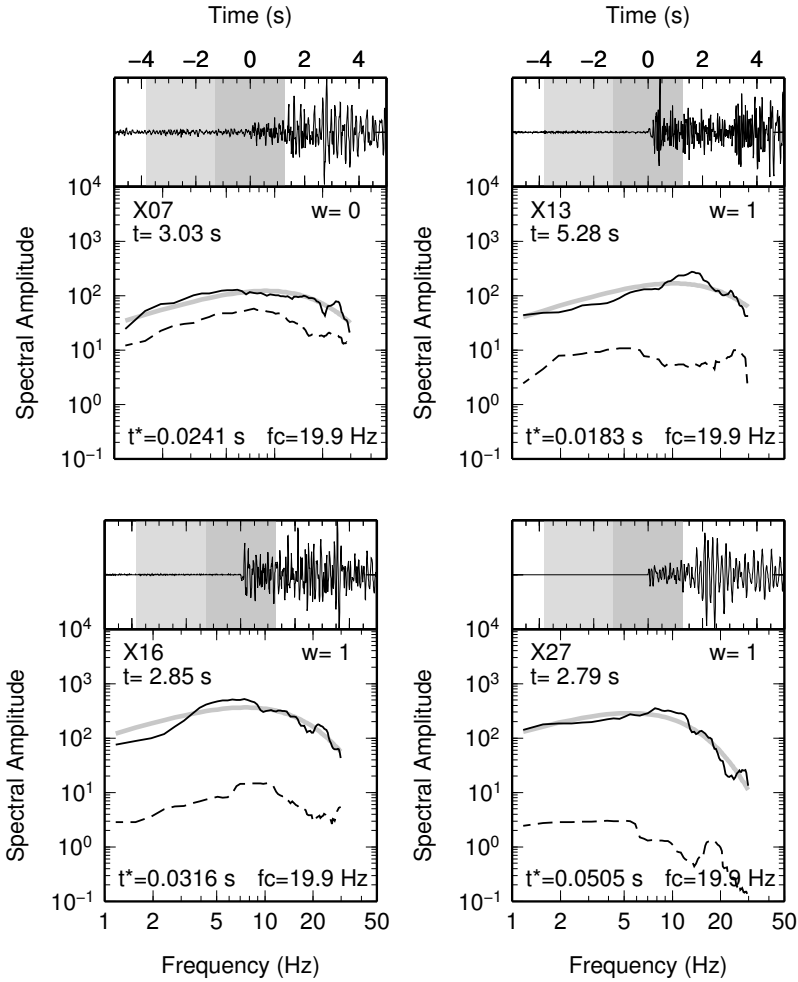 Time (s) Time (s)
−4 −2 0 2 4 −4 −2 0 2 4
10⁴ 10⁴
X07 w= 0 X13 w= 1
t= 3.03 s t= 5.28 s
10³ 10³
Spectral Amplitude Spectral Amplitude
10² 10²
10¹ 10¹
10⁰ 10⁰
t*=0.0241 s fc=19.9 Hz t*=0.0183 s fc=19.9 Hz
10⁻¹ 10⁻¹
10⁴ 10⁴
X16 w= 1 X27 w= 1
t= 2.85 s t= 2.79 s
10³ 10³
Spectral Amplitude Spectral Amplitude
10² 10²
10¹ 10¹
10⁰ 10⁰
t*=0.0316 s fc=19.9 Hz t*=0.0505 s fc=19.9 Hz
10⁻¹ 10⁻¹
1 2 5 10 20 50 1 2 5 10 20 50
Frequency (Hz) Frequency (Hz)